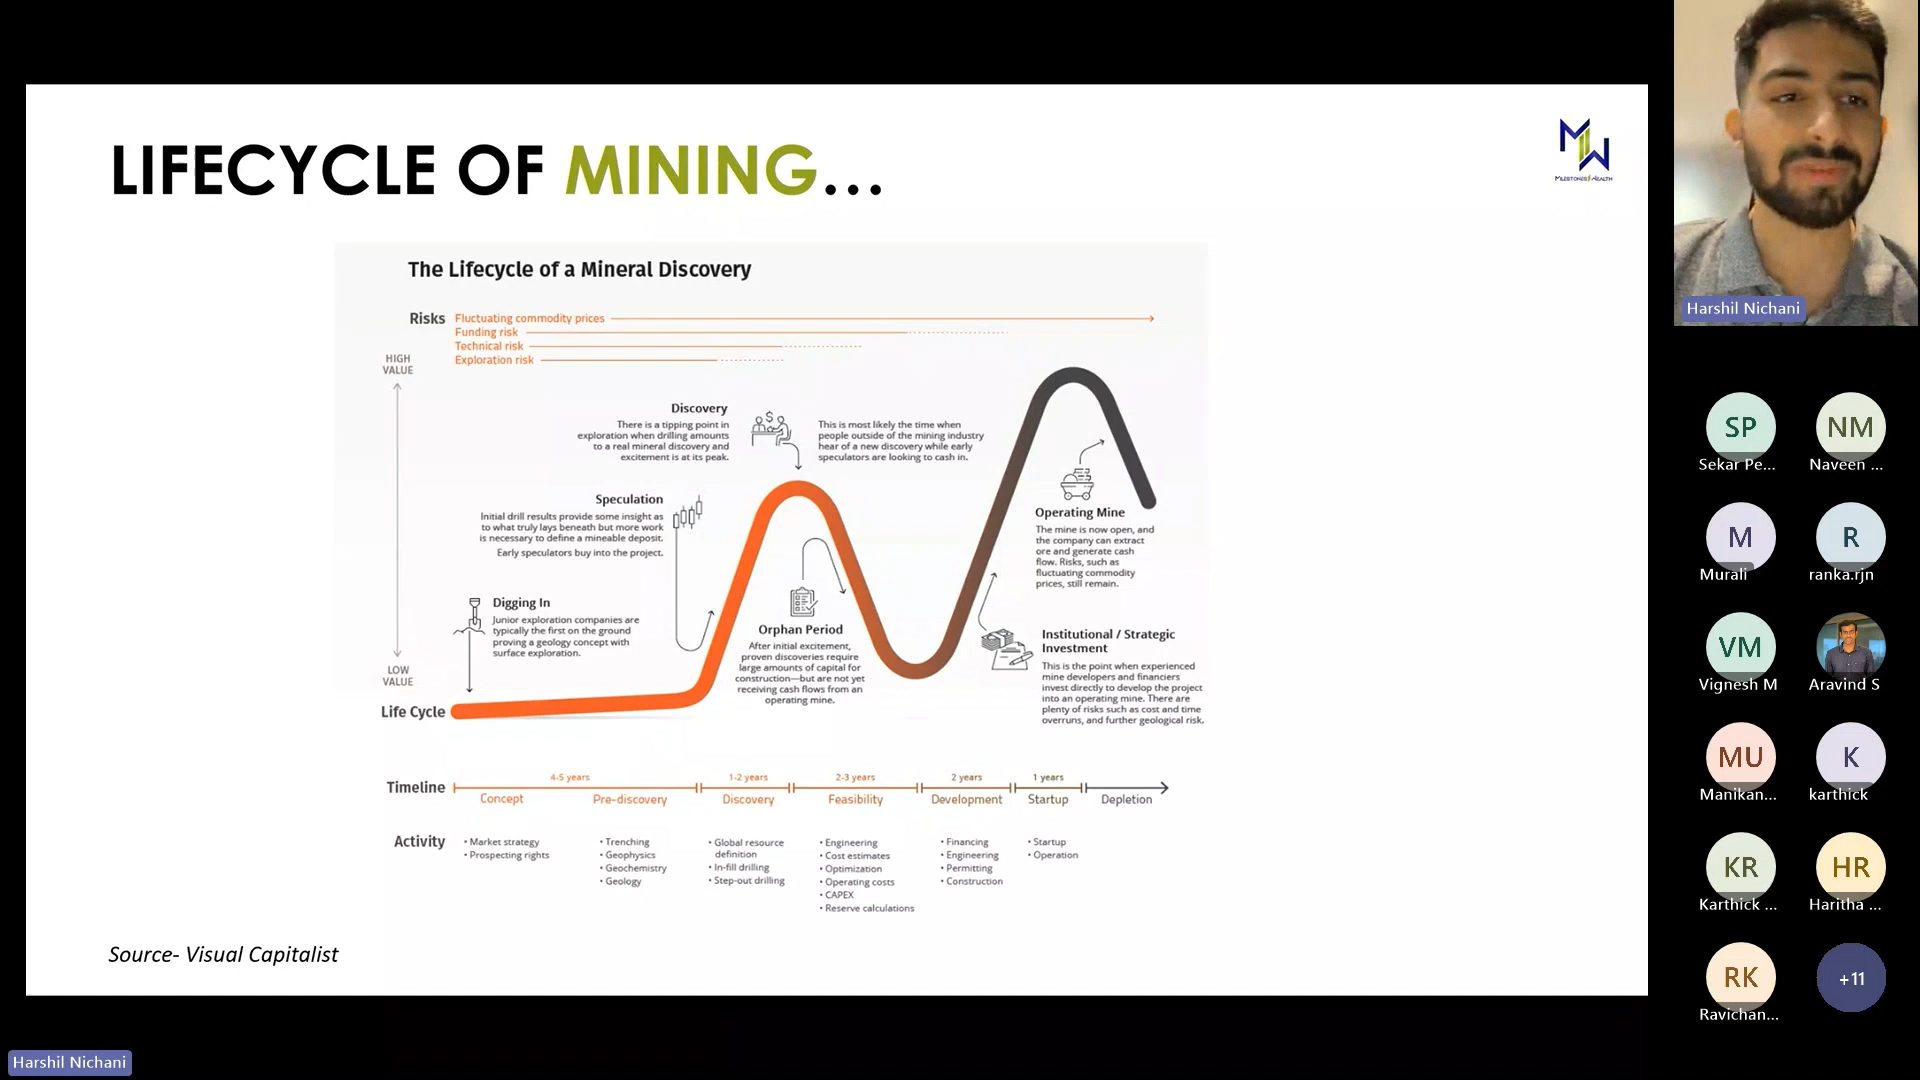 LIFECYCLE OF MINING...
MW
MILESTONES2WEALTH
The Lifecycle of a Mineral Discovery
Risks
Fluctuating commodity prices
Funding risk
Technical risk
Exploration risk
HIGH
VALUE
LOW
VALUE
Discovery
There is a tipping point in
exploration when drilling amounts
to a real mineral discovery and
excitement is at its peak.
This is most likely the time when
people outside of the mining industry
hear of a new discovery while early
speculators are looking to cash in.
Speculation
Initial drill results provide some insight as
to what truly lays beneath but more work
is necessary to define a mineable deposit.
Early speculators buy into the project.
Digging In
Junior exploration companies are
typically the first on the ground
proving a geology concept with
surface exploration.
Orphan Period
After initial excitement,
proven discoveries require
large amounts of capital for
construction—but are not yet
receiving cash flows from an
operating mine.
Operating Mine
The mine is now open, and
the company can extract
ore and generate cash
flow. Risks, such as
fluctuating commodity
prices, still remain.
Institutional / Strategic
Investment
This is the point when experienced
mine developers and financiers
invest directly to develop the project
into an operating mine. There are
plenty of risks such as cost and time
overruns, and further geological risk.
Life Cycle
Timeline
4-5 years
1-2 years
2-3 years
2 years
1 years
Concept
Pre-discovery
Discovery
Feasibility
Development
Startup
Depletion
Activity
• Market strategy
• Prospecting rights
• Trenching
• Geophysics
• Geochemistry
• Geology
• Global resource
definition
• In-fill drilling
• Step-out drilling
• Engineering
• Cost estimates
• Optimization
• Operating costs
• CAPEX
• Reserve calculations
• Financing
• Engineering
• Permitting
• Construction
• Startup
• Operation
Source- Visual Capitalist
Harshil Nichani
Harshil Nichani
SP
Sekar Pe...
NM
Naveen ...
M
Murali
R
ranka.rjn
VM
Vignesh M
Aravind S
MU
Manikan...
K
karthick
KR
Karthick ...
HR
Haritha ...
RK
Ravichan...
+11